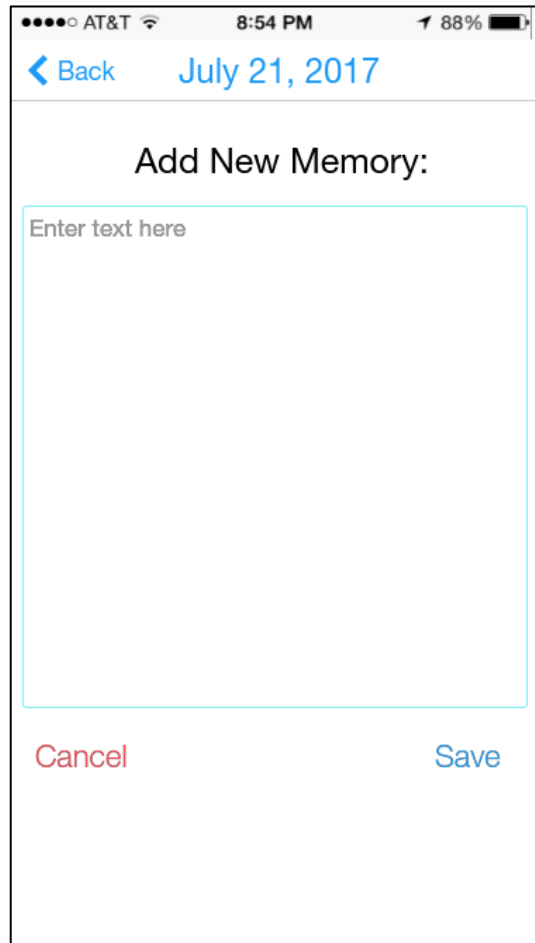 AT&T 8:54 PM 88%
Back July 21, 2017
Add New Memory:
Enter text here
Cancel Save